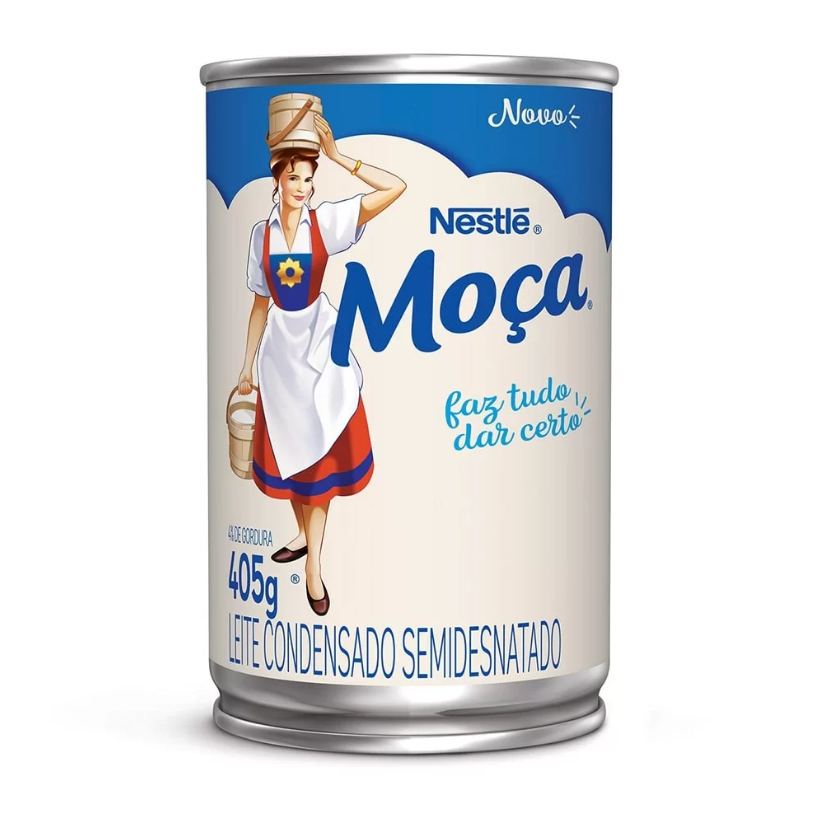 Novo
Nestlé®
Moça®
faz tudo
dar certo
4% DE GORDURA
405g ®
LEITE CONDENSADO SEMIDESNATADO